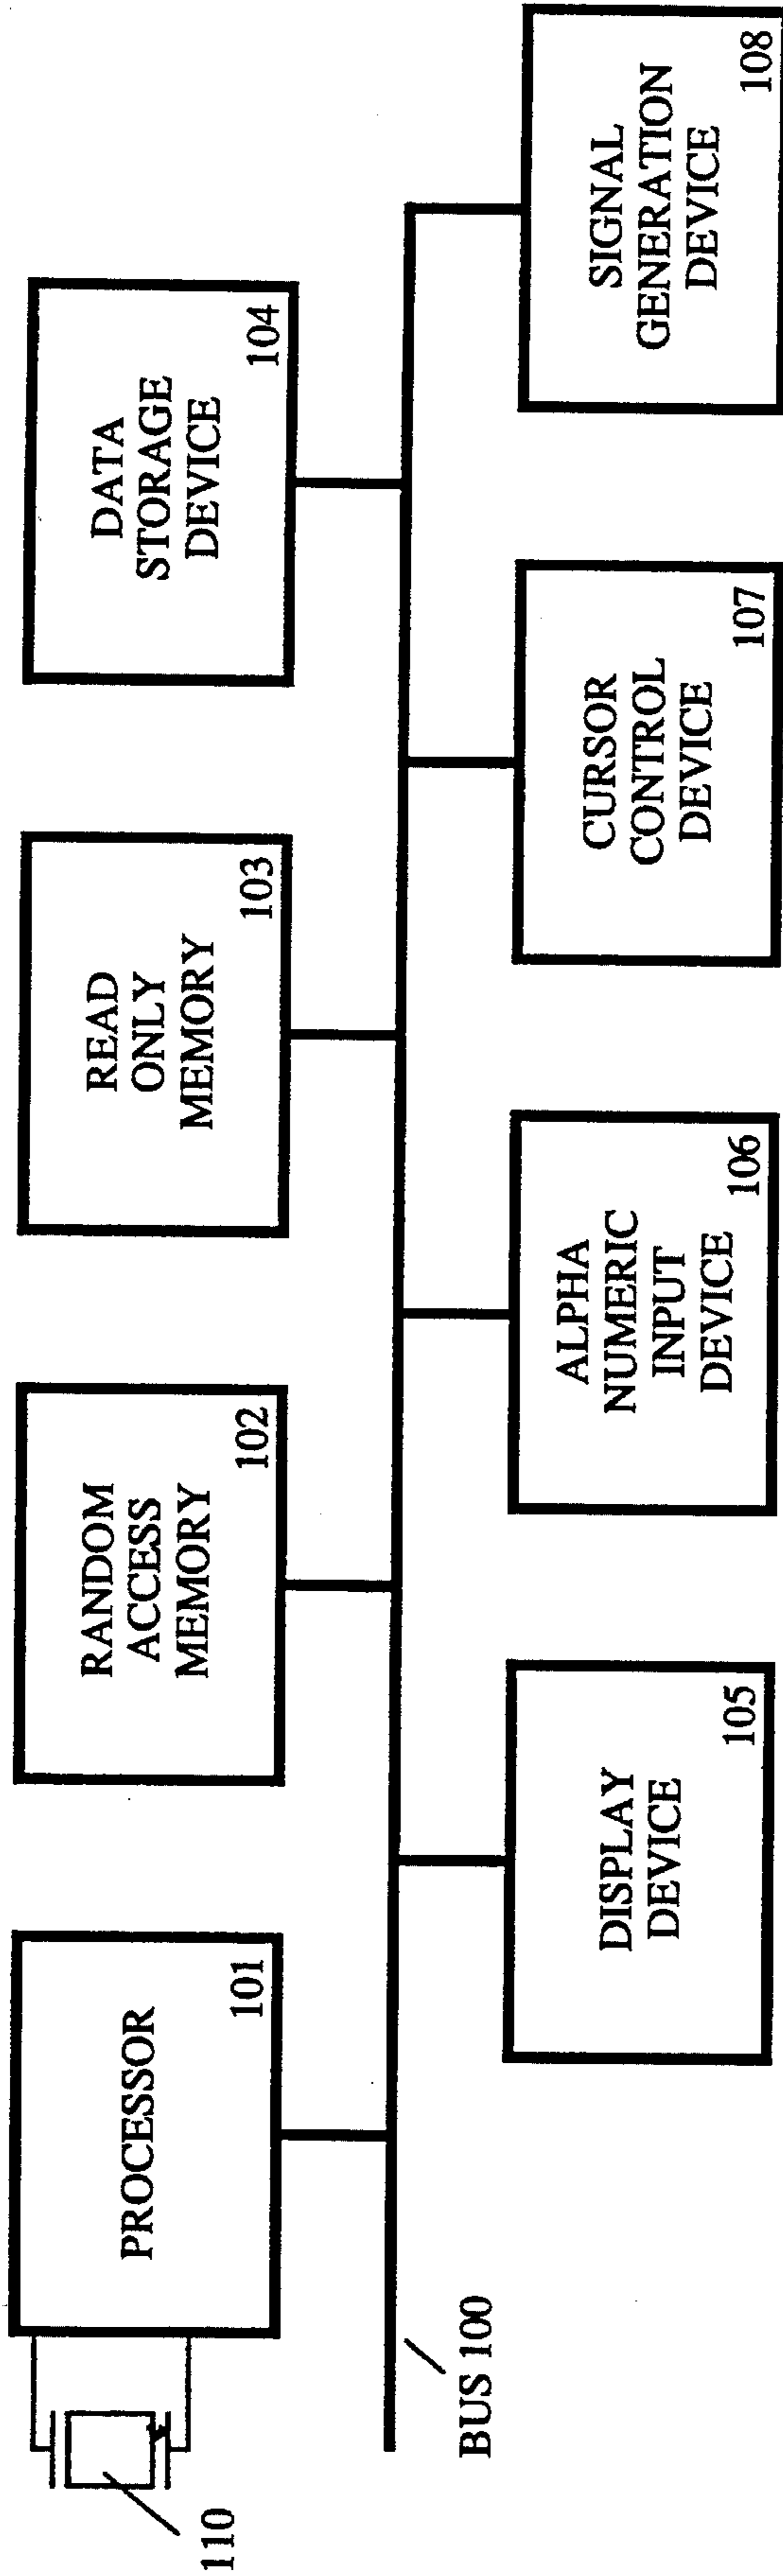 110
PROCESSOR
101
RANDOM
ACCESS
MEMORY
102
READ
ONLY
MEMORY
103
DATA
STORAGE
DEVICE
104
BUS 100
DISPLAY
DEVICE
105
ALPHA
NUMERIC
INPUT
DEVICE
106
CURSOR
CONTROL
DEVICE
107
SIGNAL
GENERATION
DEVICE
108